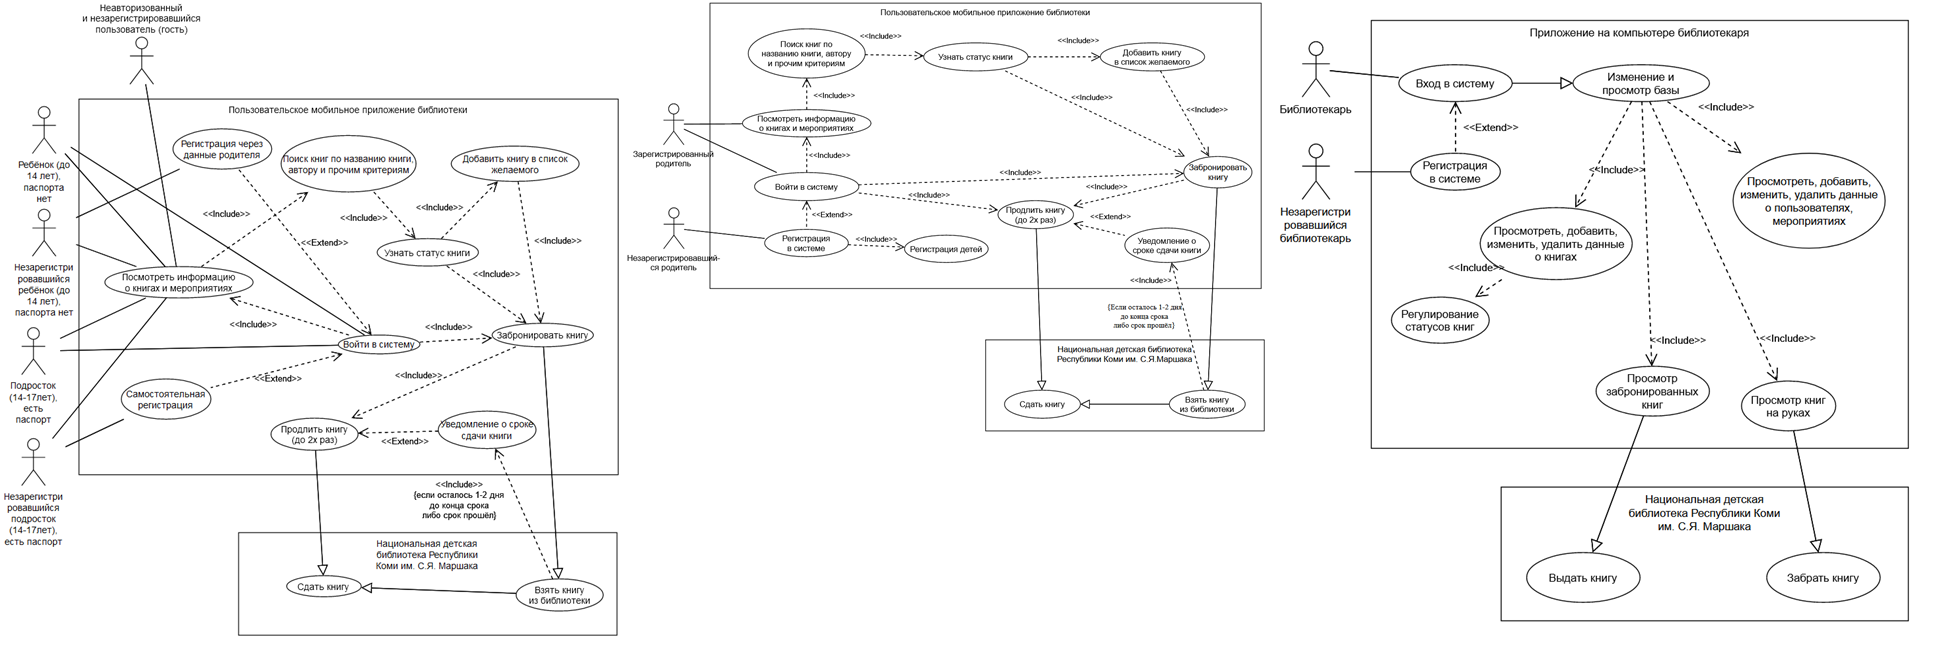 Неавторизованный
и незарегистрировавшийся
пользователь (гость)
Пользовательское мобильное приложение библиотеки
Ребёнок (до
14 лет),
паспорта
нет
Регистрация через
данные родителя
Поиск книг по названию книги,
автору и прочим критериям
Добавить книгу в список
желаемого
<<Include>>
<<Include>>
<<Include>>
<<Extend>>
<<Include>>
Незарегистри
ровавшийся
ребёнок (до
14 лет),
паспорта нет
Узнать статус книги
<<Include>>
Посмотреть информацию
о книгах и мероприятиях
<<Include>>
<<Include>>
Войти в систему
Забронировать книгу
Подросток
(14-17лет),
есть
паспорт
<<Extend>>
<<Include>>
Самостоятельная
регистрация
Продлить книгу
(до 2х раз)
<<Extend>>
Уведомление о сроке
сдачи книги
Незарегистри
ровавшийся
подросток
(14-17лет),
есть паспорт
<<Include>>
{если осталось 1-2 дня
до конца срока
либо срок прошёл}
Национальная детская
библиотека Республики
Коми им. С.Я. Маршака
Сдать книгу
Взять книгу
из библиотеки
Пользовательское мобильное приложение библиотеки
Поиск книг по
названию книги, автору
и прочим критериям
<<Include>>
Узнать статус книги
<<Include>>
Добавить книгу
в список желаемого
<<Include>>
<<Include>>
<<Include>>
Посмотреть информацию
о книгах и мероприятиях
Зарегистрированный
родитель
<<Include>>
Забронировать
книгу
<<Include>>
Войти в систему
<<Include>>
<<Include>>
<<Extend>>
Продлить книгу
(до 2х раз)
<<Extend>>
Незарегистрировавший-
ся родитель
Регистрация
в системе
<<Include>>
Регистрация детей
Уведомление о
сроке сдачи книги
<<Include>>
{Если осталось 1-2 дня
до конца срока
либо срок прошёл}
Национальная детская библиотека
Республики Коми им. С.Я.Маршака
Сдать книгу
Взять книгу
из библиотеки
Приложение на компьютере библиотекаря
Библиотекарь
Вход в систему
Изменение и
просмотр базы
<<Include>>
<<Extend>>
Незарегистри
ровавшийся
библиотекарь
Регистрация
в системе
<<Include>>
Просмотреть, добавить,
изменить, удалить данные
о пользователях,
мероприятиях
Просмотреть, добавить,
изменить, удалить данные
о книгах
<<Include>>
Регулирование
статусов книг
<<Include>>
<<Include>>
Просмотр
забронированных
книг
Просмотр книг
на руках
Национальная детская
библиотека Республики Коми
им. С.Я. Маршака
Выдать книгу
Забрать книгу